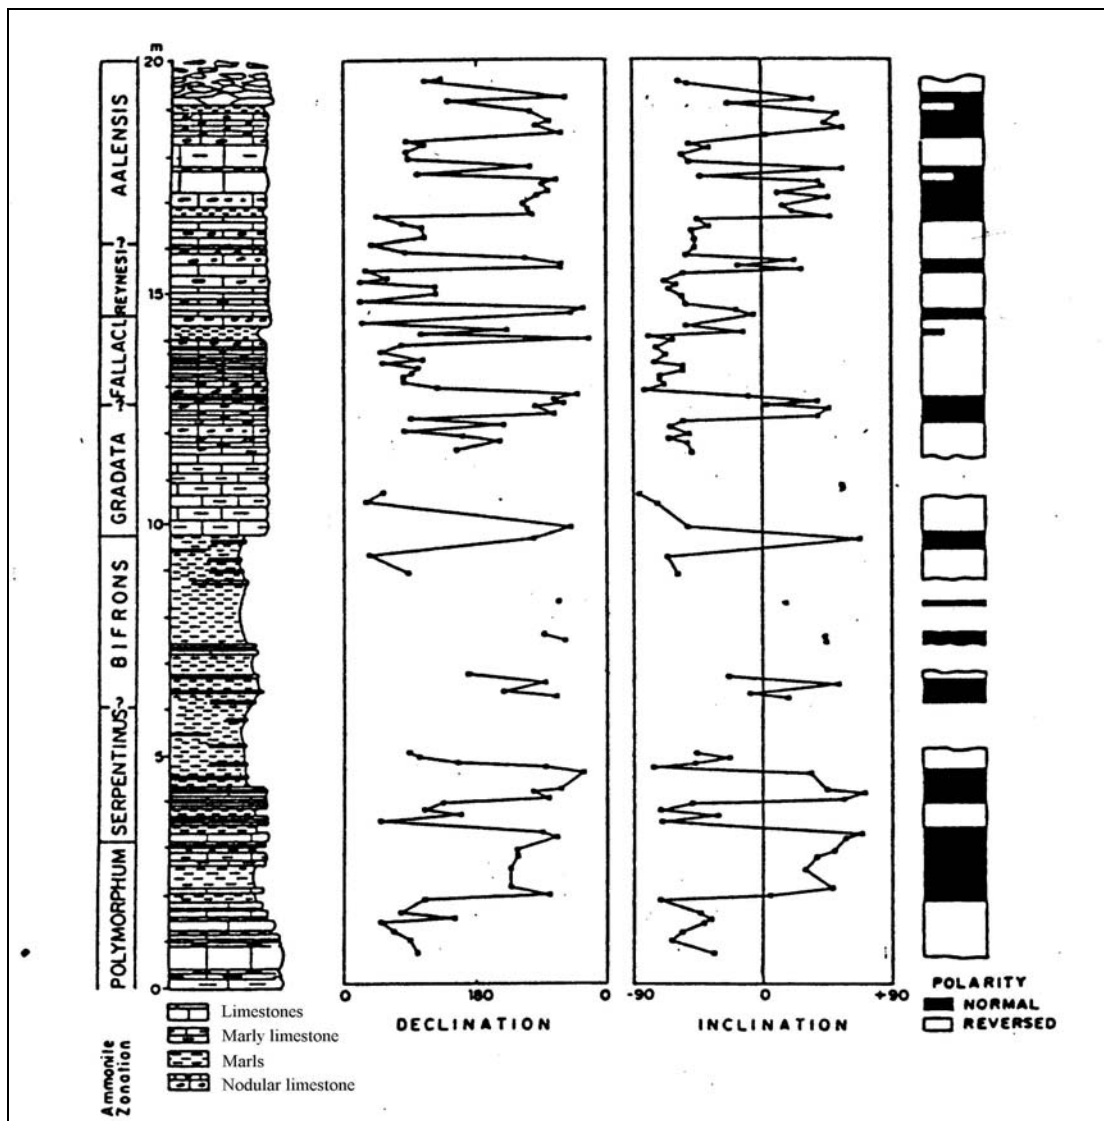 m
20
AALENSIS
?
REYNESI
15
FALLACI
?
GRADATA
10
BIFRONS
?
SERPENTINUS
5
POLYMORPHUM
0
0 180 0
DECLINATION
-90 0 +90
INCLINATION
POLARITY
NORMAL
REVERSED
Limestones
Marly limestone
Marls
Nodular limestone
Ammonite
Zonation